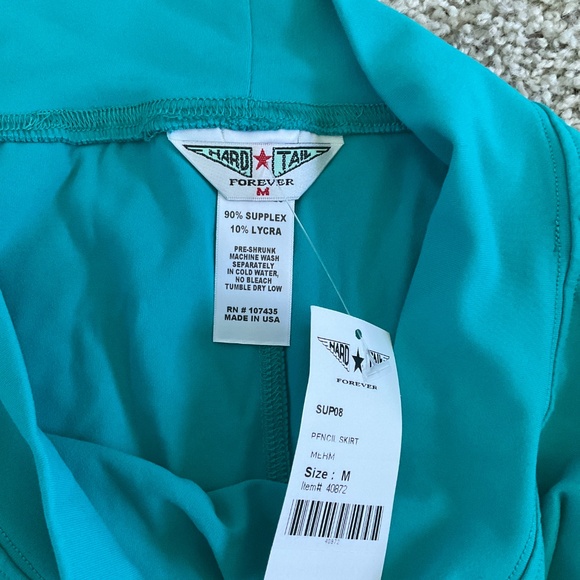 HARD ★ TAIL
FOREVER
M
90% SUPPLEX
10% LYCRA
PRE-SHRUNK
MACHINE WASH
SEPARATELY
IN COLD WATER,
NO BLEACH
TUMBLE DRY LOW
RN # 107435
MADE IN USA
HARD ★ TAIL
FOREVER
SUP08
PENCIL SKIRT
MEHM
Size : M
Item# 40872
40872